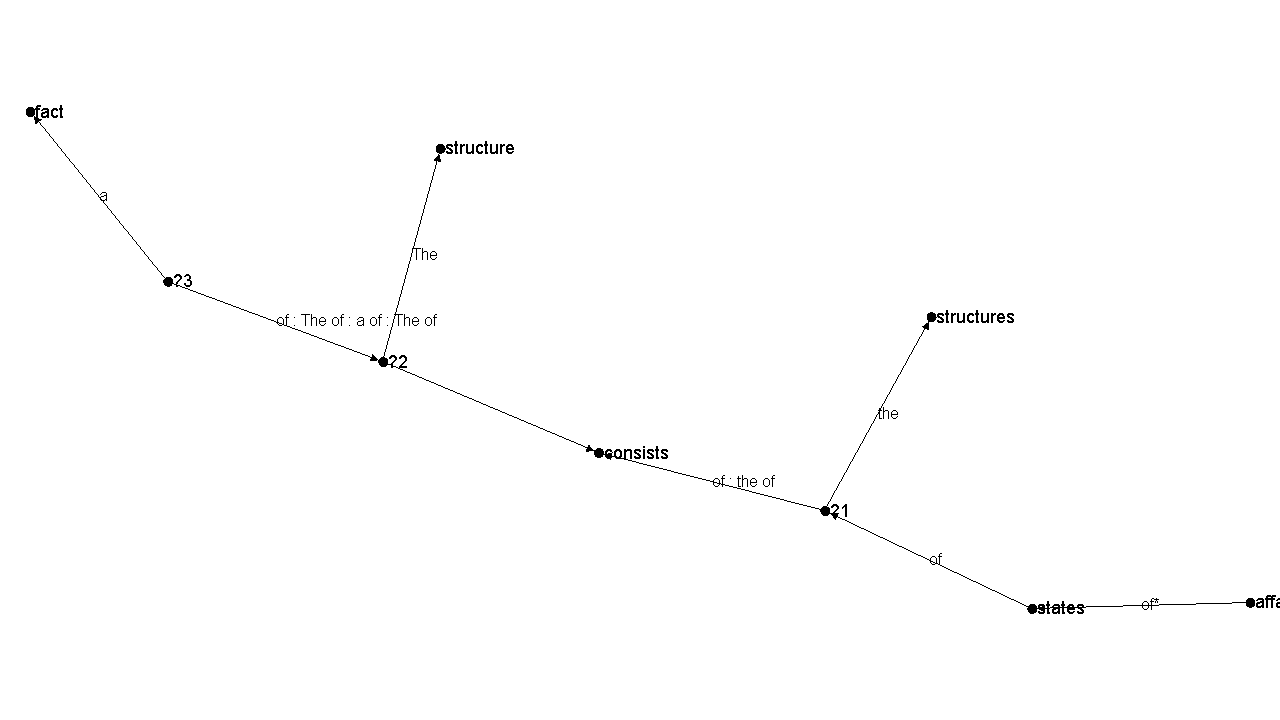 fact
structure
a
The
23
structures
of : The of : a of : The of
22
the
consists
of : the of
21
of
states
of*
affa